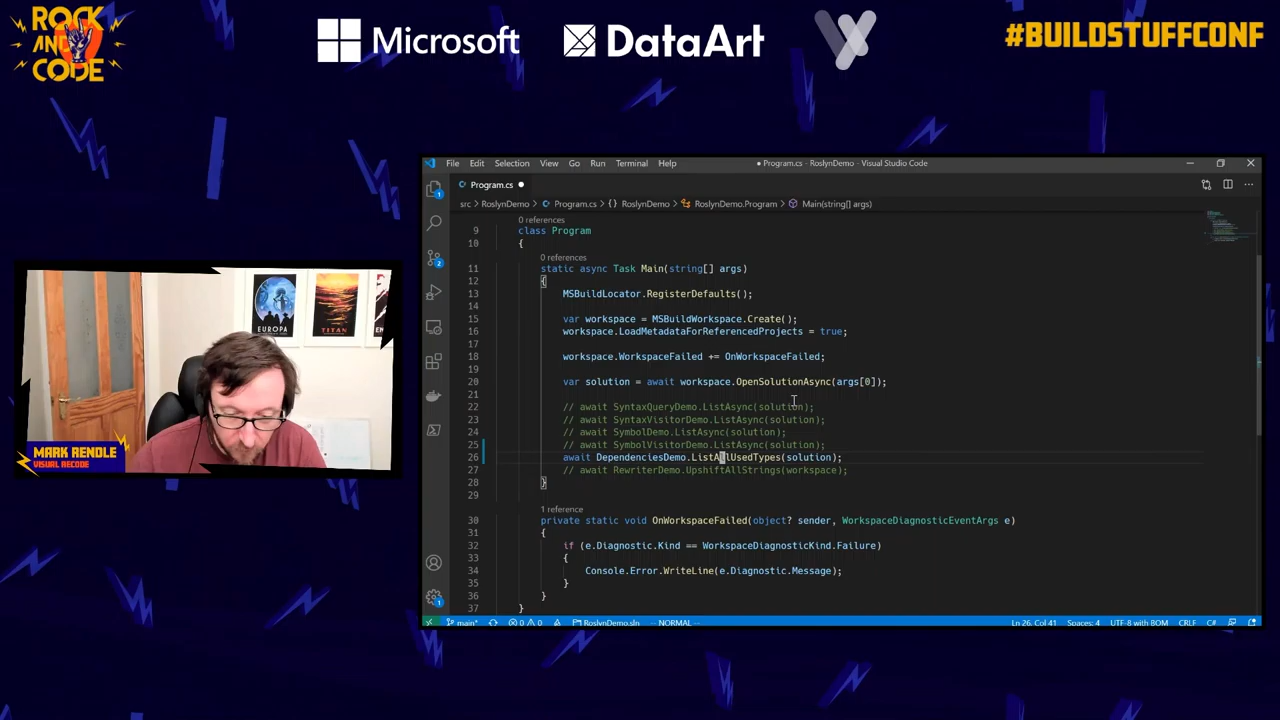 ROCK
AND
CODE
Microsoft
DataArt
#BUILDSTUFFCONF
File Edit Selection View Go Run Terminal Help
● Program.cs - RoslynDemo - Visual Studio Code
Program.cs ●
src > RoslynDemo > Program.cs > {} RoslynDemo > RoslynDemo.Program > Main(string[] args)
0 references
9 class Program
10 {
0 references
11 static async Task Main(string[] args)
12 {
13 MSBuildLocator.RegisterDefaults();
14
15 var workspace = MSBuildWorkspace.Create();
16 workspace.LoadMetadataForReferencedProjects = true;
17
18 workspace.WorkspaceFailed += OnWorkspaceFailed;
19
20 var solution = await workspace.OpenSolutionAsync(args[0]);
21
22 // await SyntaxQueryDemo.ListAsync(solution);
23 // await SyntaxVisitorDemo.ListAsync(solution);
24 // await SymbolDemo.ListAsync(solution);
25 // await SymbolVisitorDemo.ListAsync(solution);
26 await DependenciesDemo.ListAllUsedTypes(solution);
27 // await RewriterDemo.UpshiftAllStrings(workspace);
28 }
29
1 reference
30 private static void OnWorkspaceFailed(object? sender, WorkspaceDiagnosticEventArgs e)
31 {
32 if (e.Diagnostic.Kind == WorkspaceDiagnosticKind.Failure)
33 {
34 Console.Error.WriteLine(e.Diagnostic.Message);
35 }
36 }
37 }
main* 0 0 RoslynDemo.sln -- NORMAL -- Ln 26, Col 41 Spaces: 4 UTF-8 with BOM CRLF C#
EUROPA
TITAN
MARK RENDLE
VISUAL RECODE